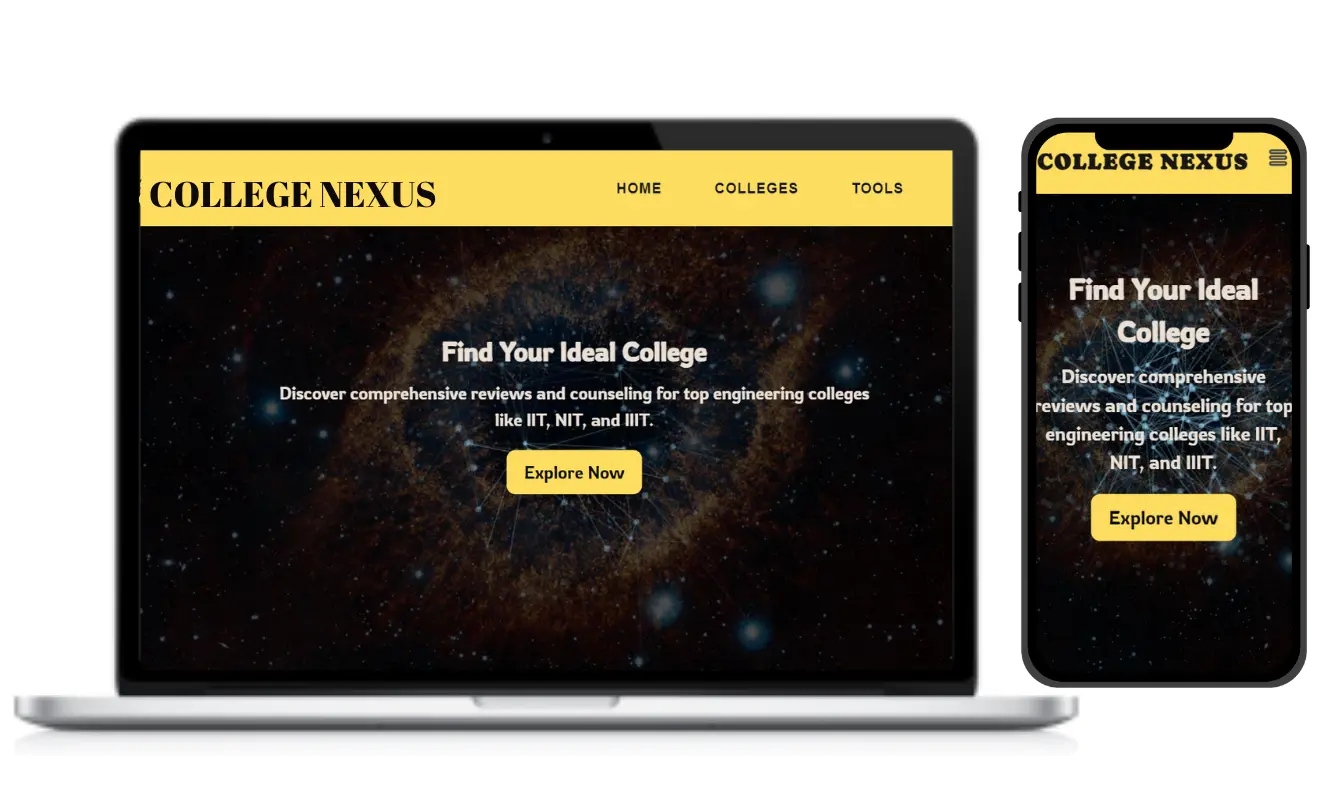 COLLEGE NEXUS
HOME COLLEGES TOOLS
Find Your Ideal College
Discover comprehensive reviews and counseling for top engineering colleges
like IIT, NIT, and IIIT.
Explore Now
COLLEGE NEXUS
Find Your Ideal
College
Discover comprehensive
reviews and counseling for top
engineering colleges like IIT,
NIT, and IIIT.
Explore Now